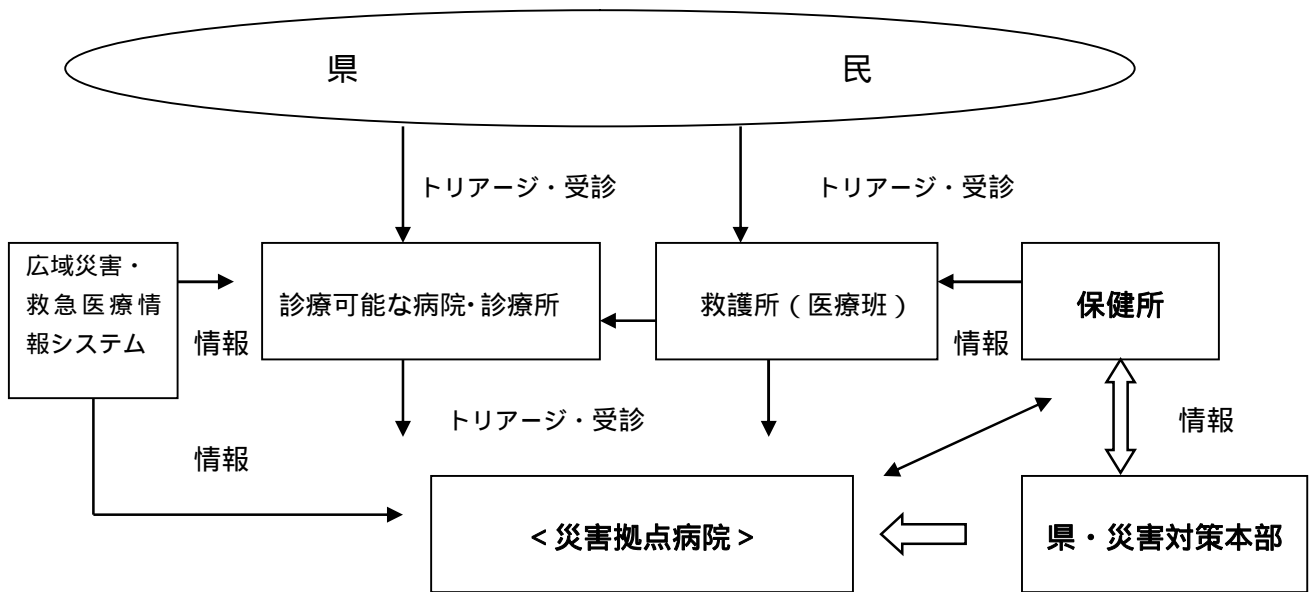 県 民
トリアージ・受診
トリアージ・受診
広域災害・
救急医療情
報システム
診療可能な病院・診療所
救護所（医療班）
保健所
情報
情報
トリアージ・受診
情報
情報
＜災害拠点病院＞
県・災害対策本部